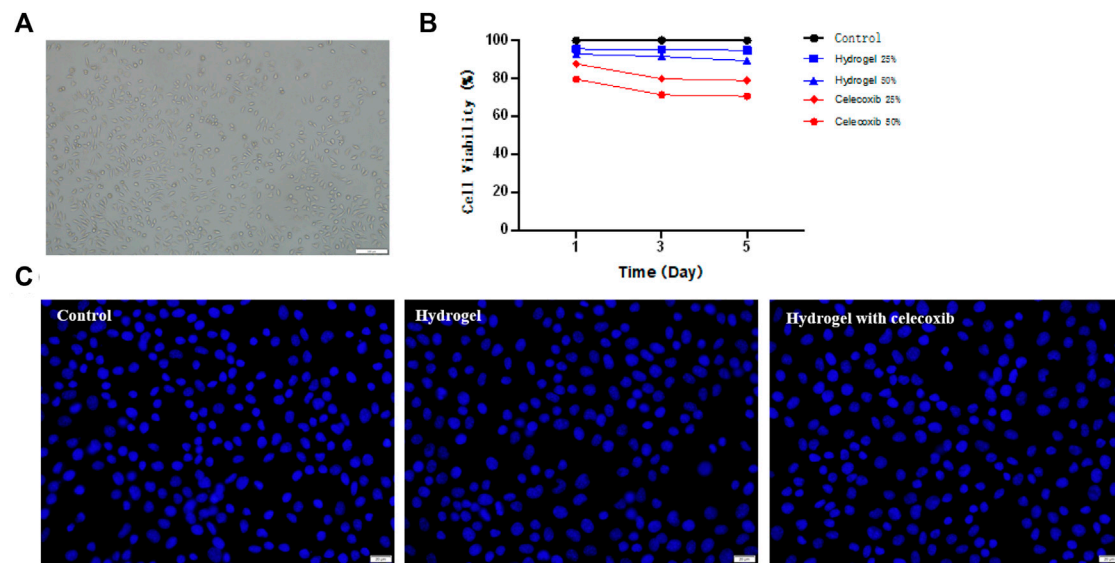 A
B
100
80
60
40
20
0
Cell Viability (%)
1
3
5
Time (Day)
Control
Hydrogel 25%
Hydrogel 50%
Celecoxib 25%
Celecoxib 50%
C
Control
Hydrogel
Hydrogel with celecoxib